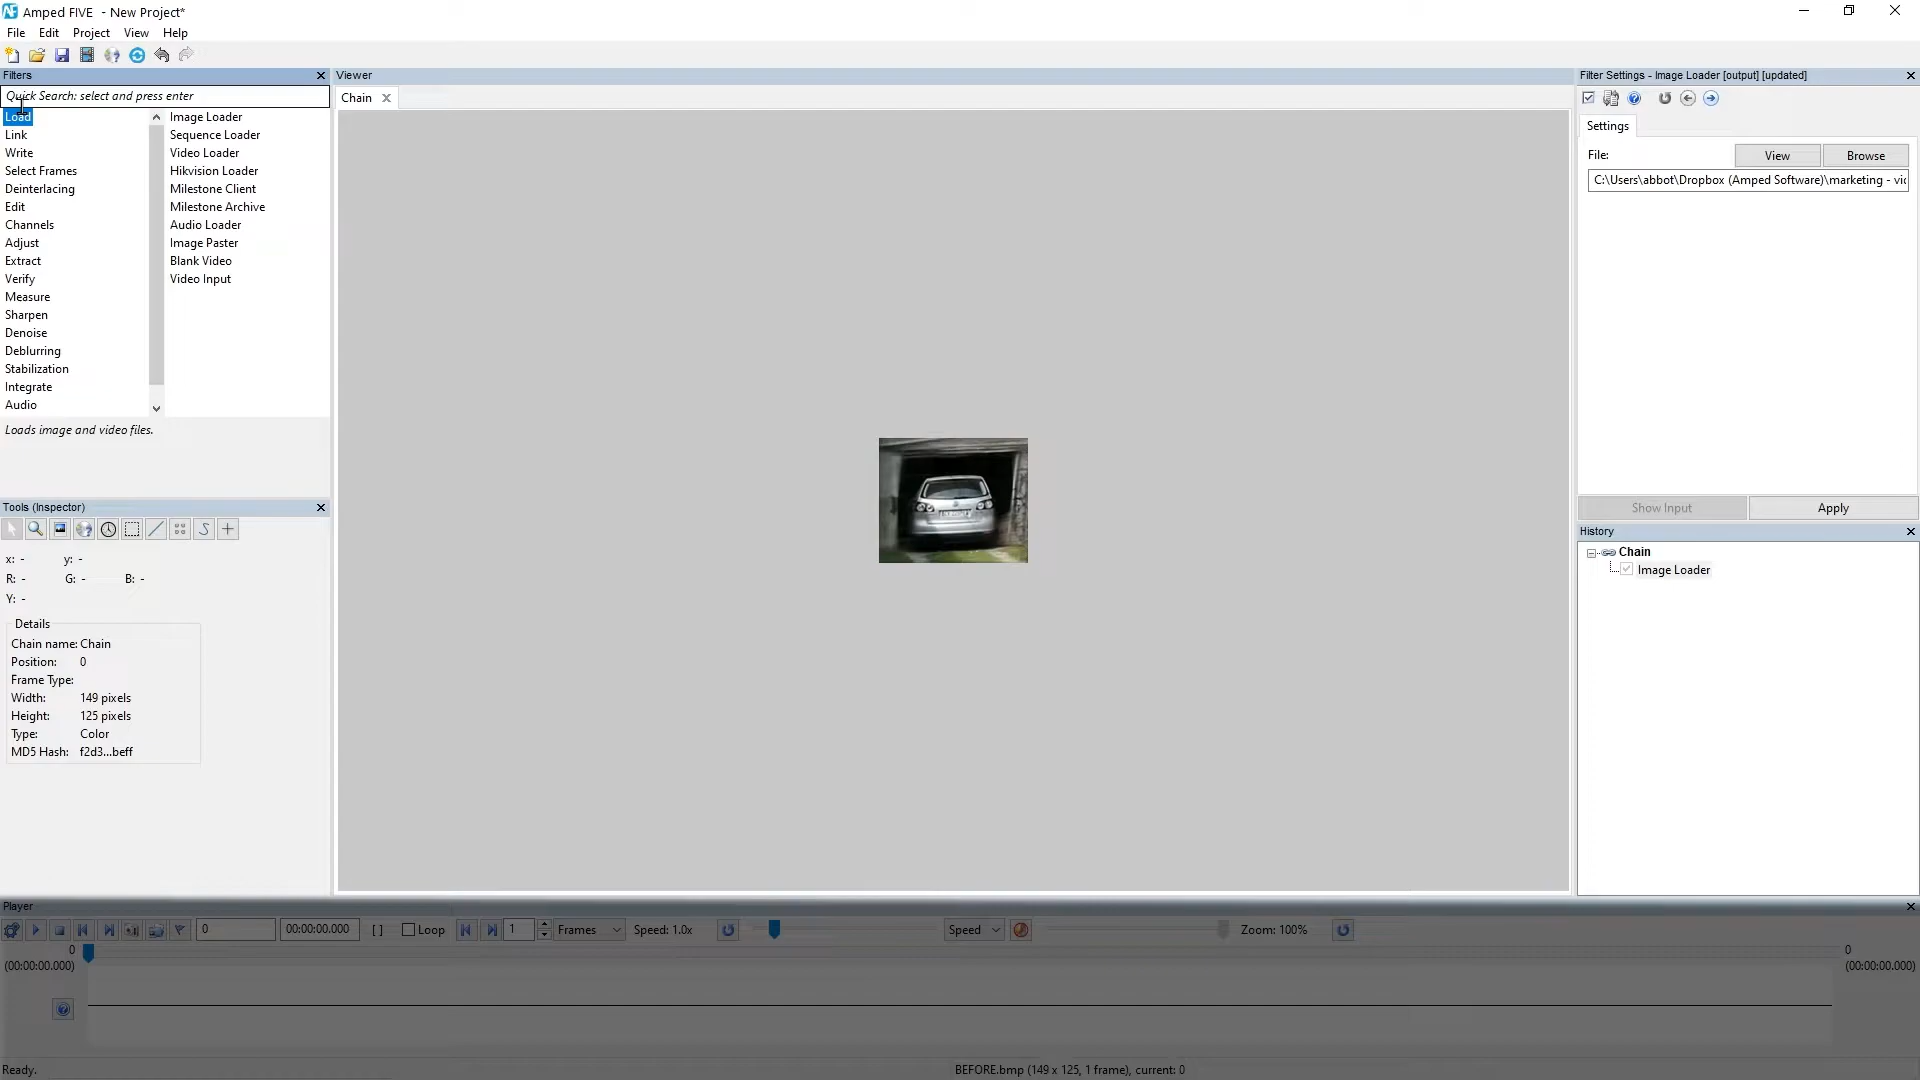 Amped FIVE - New Project*
File Edit Project View Help
Filters
Quick Search: select and press enter
Load
Link
Write
Select Frames
Deinterlacing
Edit
Channels
Adjust
Extract
Verify
Measure
Sharpen
Denoise
Deblurring
Stabilization
Integrate
Audio
Image Loader
Sequence Loader
Video Loader
Hikvision Loader
Milestone Client
Milestone Archive
Audio Loader
Image Paster
Blank Video
Video Input
Loads image and video files.
Tools (Inspector)
x: - y: -
R: - G: - B: -
Y: -
Details
Chain name: Chain
Position: 0
Frame Type:
Width: 149 pixels
Height: 125 pixels
Type: Color
MD5 Hash: f2d3...beff
Viewer
Chain
Filter Settings - Image Loader [output] [updated]
Settings
File: View Browse
C:\Users\abbot\Dropbox (Amped Software)\marketing - vi
Show Input Apply
History
Chain
Image Loader
Player
0 00:00:00.000 [ ] Loop 1 Frames Speed: 1.0x Speed Zoom: 100%
0 0
(00:00:00.000) (00:00:00.000)
Ready. BEFORE.bmp (149 x 125, 1 frame), current: 0